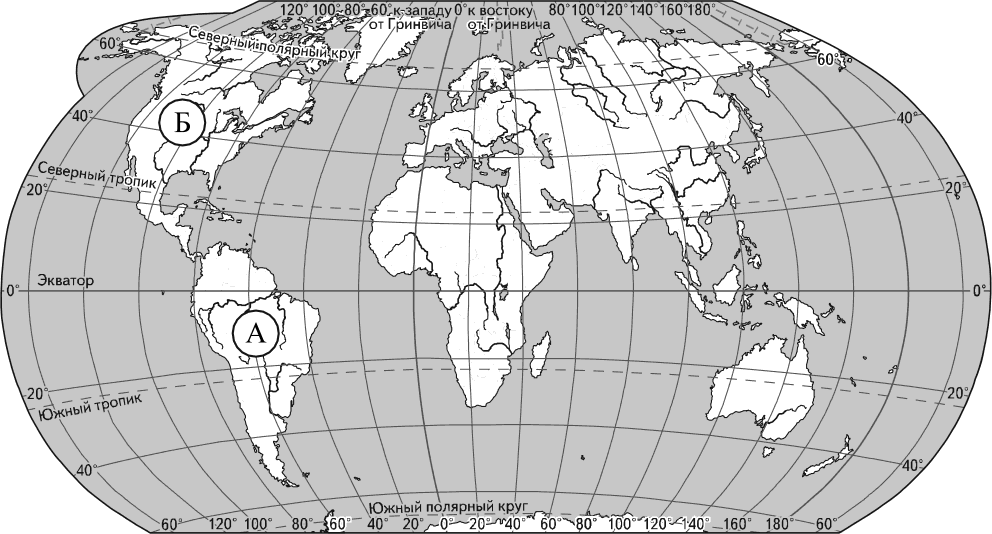 120° 100° 80° 60° к западу 0° к востоку 80° 100° 120° 140° 160° 180°
от Гринвича от Гринвича
Северный полярный круг
60° 60°
40° 40°
Б
Северный тропик
20° 20°
Экватор
0° 0°
А
20° 20°
Южный тропик
40° 40°
Южный полярный круг
60° 120° 100° 80° 60° 40° 20° 0° 20° 40° 60° 80° 100° 120° 140° 160° 180° 60°